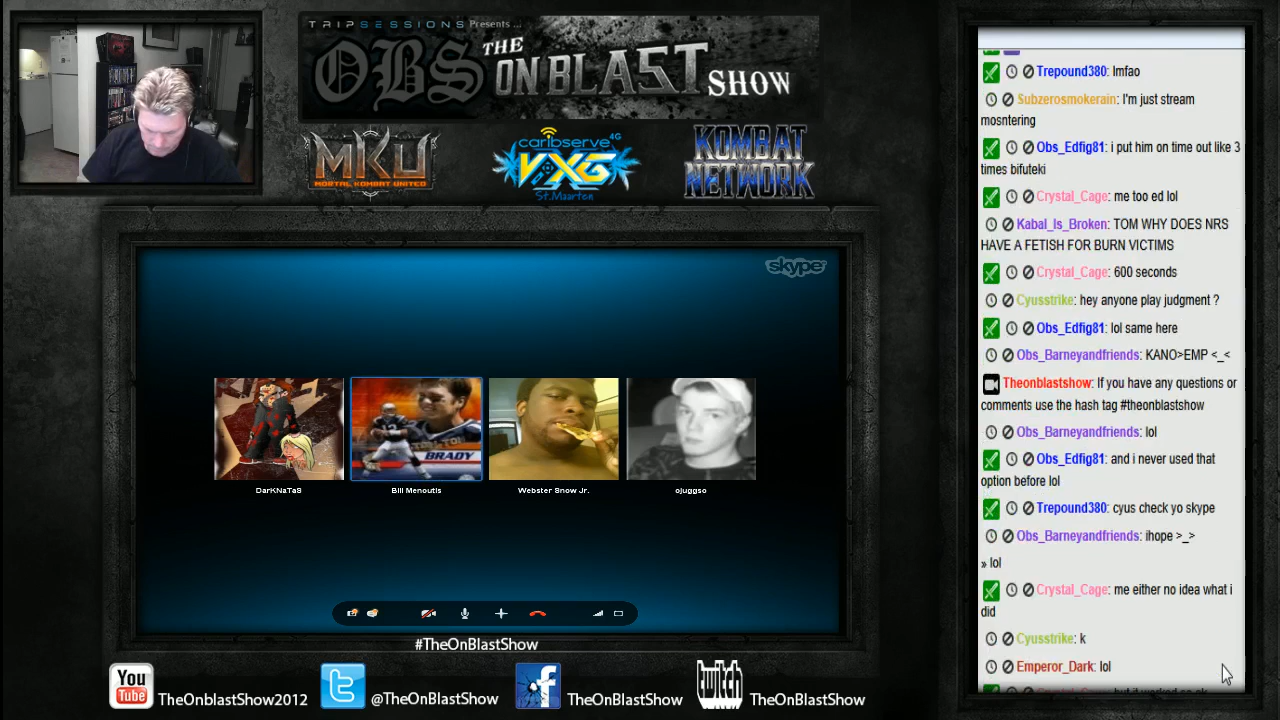 TRIPSESSIONS Presents ...
OBS THE ON BLAST SHOW
MKU
MORTAL KOMBAT UNITED
caribserve 4G
VXG
St.Maarten
KOMBAT
NETWORK
skype
BRADY
DarKNaTa8
Bill Menoutis
Webster Snow Jr.
ojuggso
#TheOnBlastShow
You
Tube
TheOnblastShow2012
@TheOnBlastShow
TheOnBlastShow
twitch
TheOnBlastShow
Trepound380: lmfao
Subzerosmokerain: I'm just stream
mosntering
Obs_Edfig81: i put him on time out like 3
times bifuteki
Crystal_Cage: me too ed lol
Kabal_Is_Broken: TOM WHY DOES NRS
HAVE A FETISH FOR BURN VICTIMS
Crystal_Cage: 600 seconds
Cyusstrike: hey anyone play judgment ?
Obs_Edfig81: lol same here
Obs_Barneyandfriends: KANO>EMP <_<
Theonblastshow: If you have any questions or
comments use the hash tag #theonblastshow
Obs_Barneyandfriends: lol
Obs_Edfig81: and i never used that
option before lol
Trepound380: cyus check yo skype
Obs_Barneyandfriends: ihope >_>
» lol
Crystal_Cage: me either no idea what i
did
Cyusstrike: k
Emperor_Dark: lol